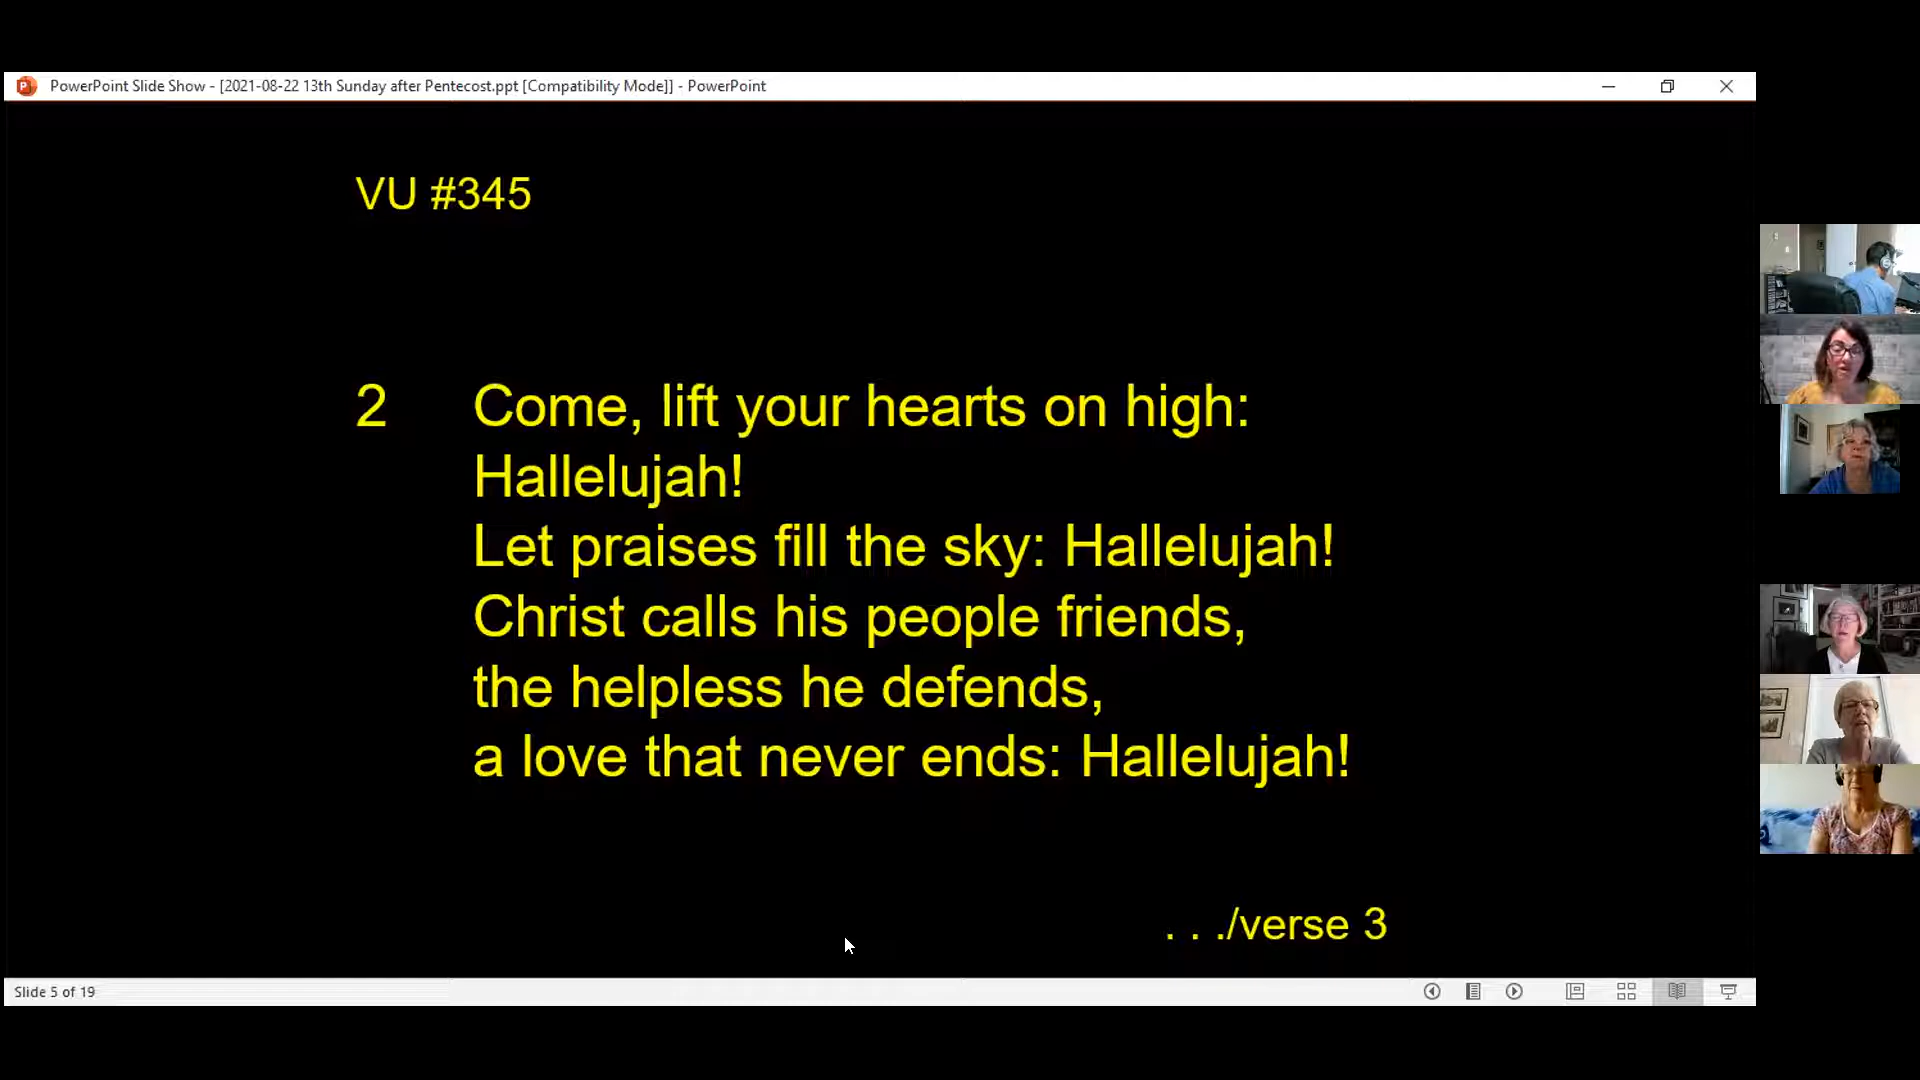 PowerPoint Slide Show - [2021-08-22 13th Sunday after Pentecost.ppt [Compatibility Mode]] - PowerPoint
VU #345
2 Come, lift your hearts on high:
Hallelujah!
Let praises fill the sky: Hallelujah!
Christ calls his people friends,
the helpless he defends,
a love that never ends: Hallelujah!
. . ./verse 3
Slide 5 of 19